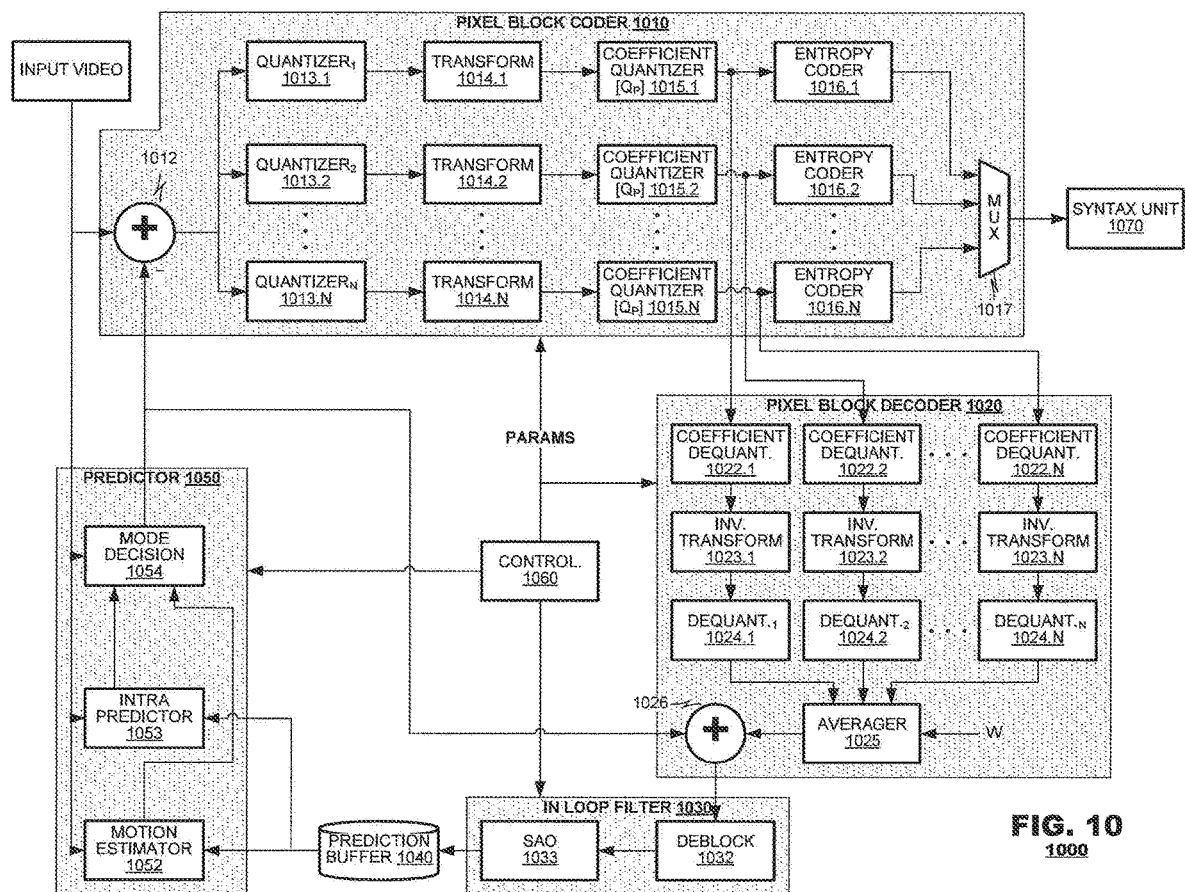 PIXEL BLOCK CODER 1010
INPUT VIDEO
QUANTIZER₁
1013.1
TRANSFORM
1014.1
COEFFICIENT
QUANTIZER
[Qₚ] 1015.1
ENTROPY
CODER
1016.1
1012
QUANTIZER₂
1013.2
TRANSFORM
1014.2
COEFFICIENT
QUANTIZER
[Qₚ] 1015.2
ENTROPY
CODER
1016.2
MUX
SYNTAX UNIT
1070
+
-
QUANTIZER_N
1013.N
TRANSFORM
1014.N
COEFFICIENT
QUANTIZER
[Qₚ] 1015.N
ENTROPY
CODER
1016.N
1017
PIXEL BLOCK DECODER 1020
PARAMS
COEFFICIENT
DEQUANT.
1022.1
COEFFICIENT
DEQUANT.
1022.2
COEFFICIENT
DEQUANT.
1022.N
PREDICTOR 1050
MODE
DECISION
1054
CONTROL.
1060
INV.
TRANSFORM
1023.1
INV.
TRANSFORM
1023.2
INV.
TRANSFORM
1023.N
DEQUANT.₁
1024.1
DEQUANT.₂
1024.2
DEQUANT._N
1024.N
INTRA
PREDICTOR
1053
1026
+
AVERAGER
1025
W
IN LOOP FILTER 1030
MOTION
ESTIMATOR
1052
PREDICTION
BUFFER 1040
SAO
1033
DEBLOCK
1032
FIG. 10
1000